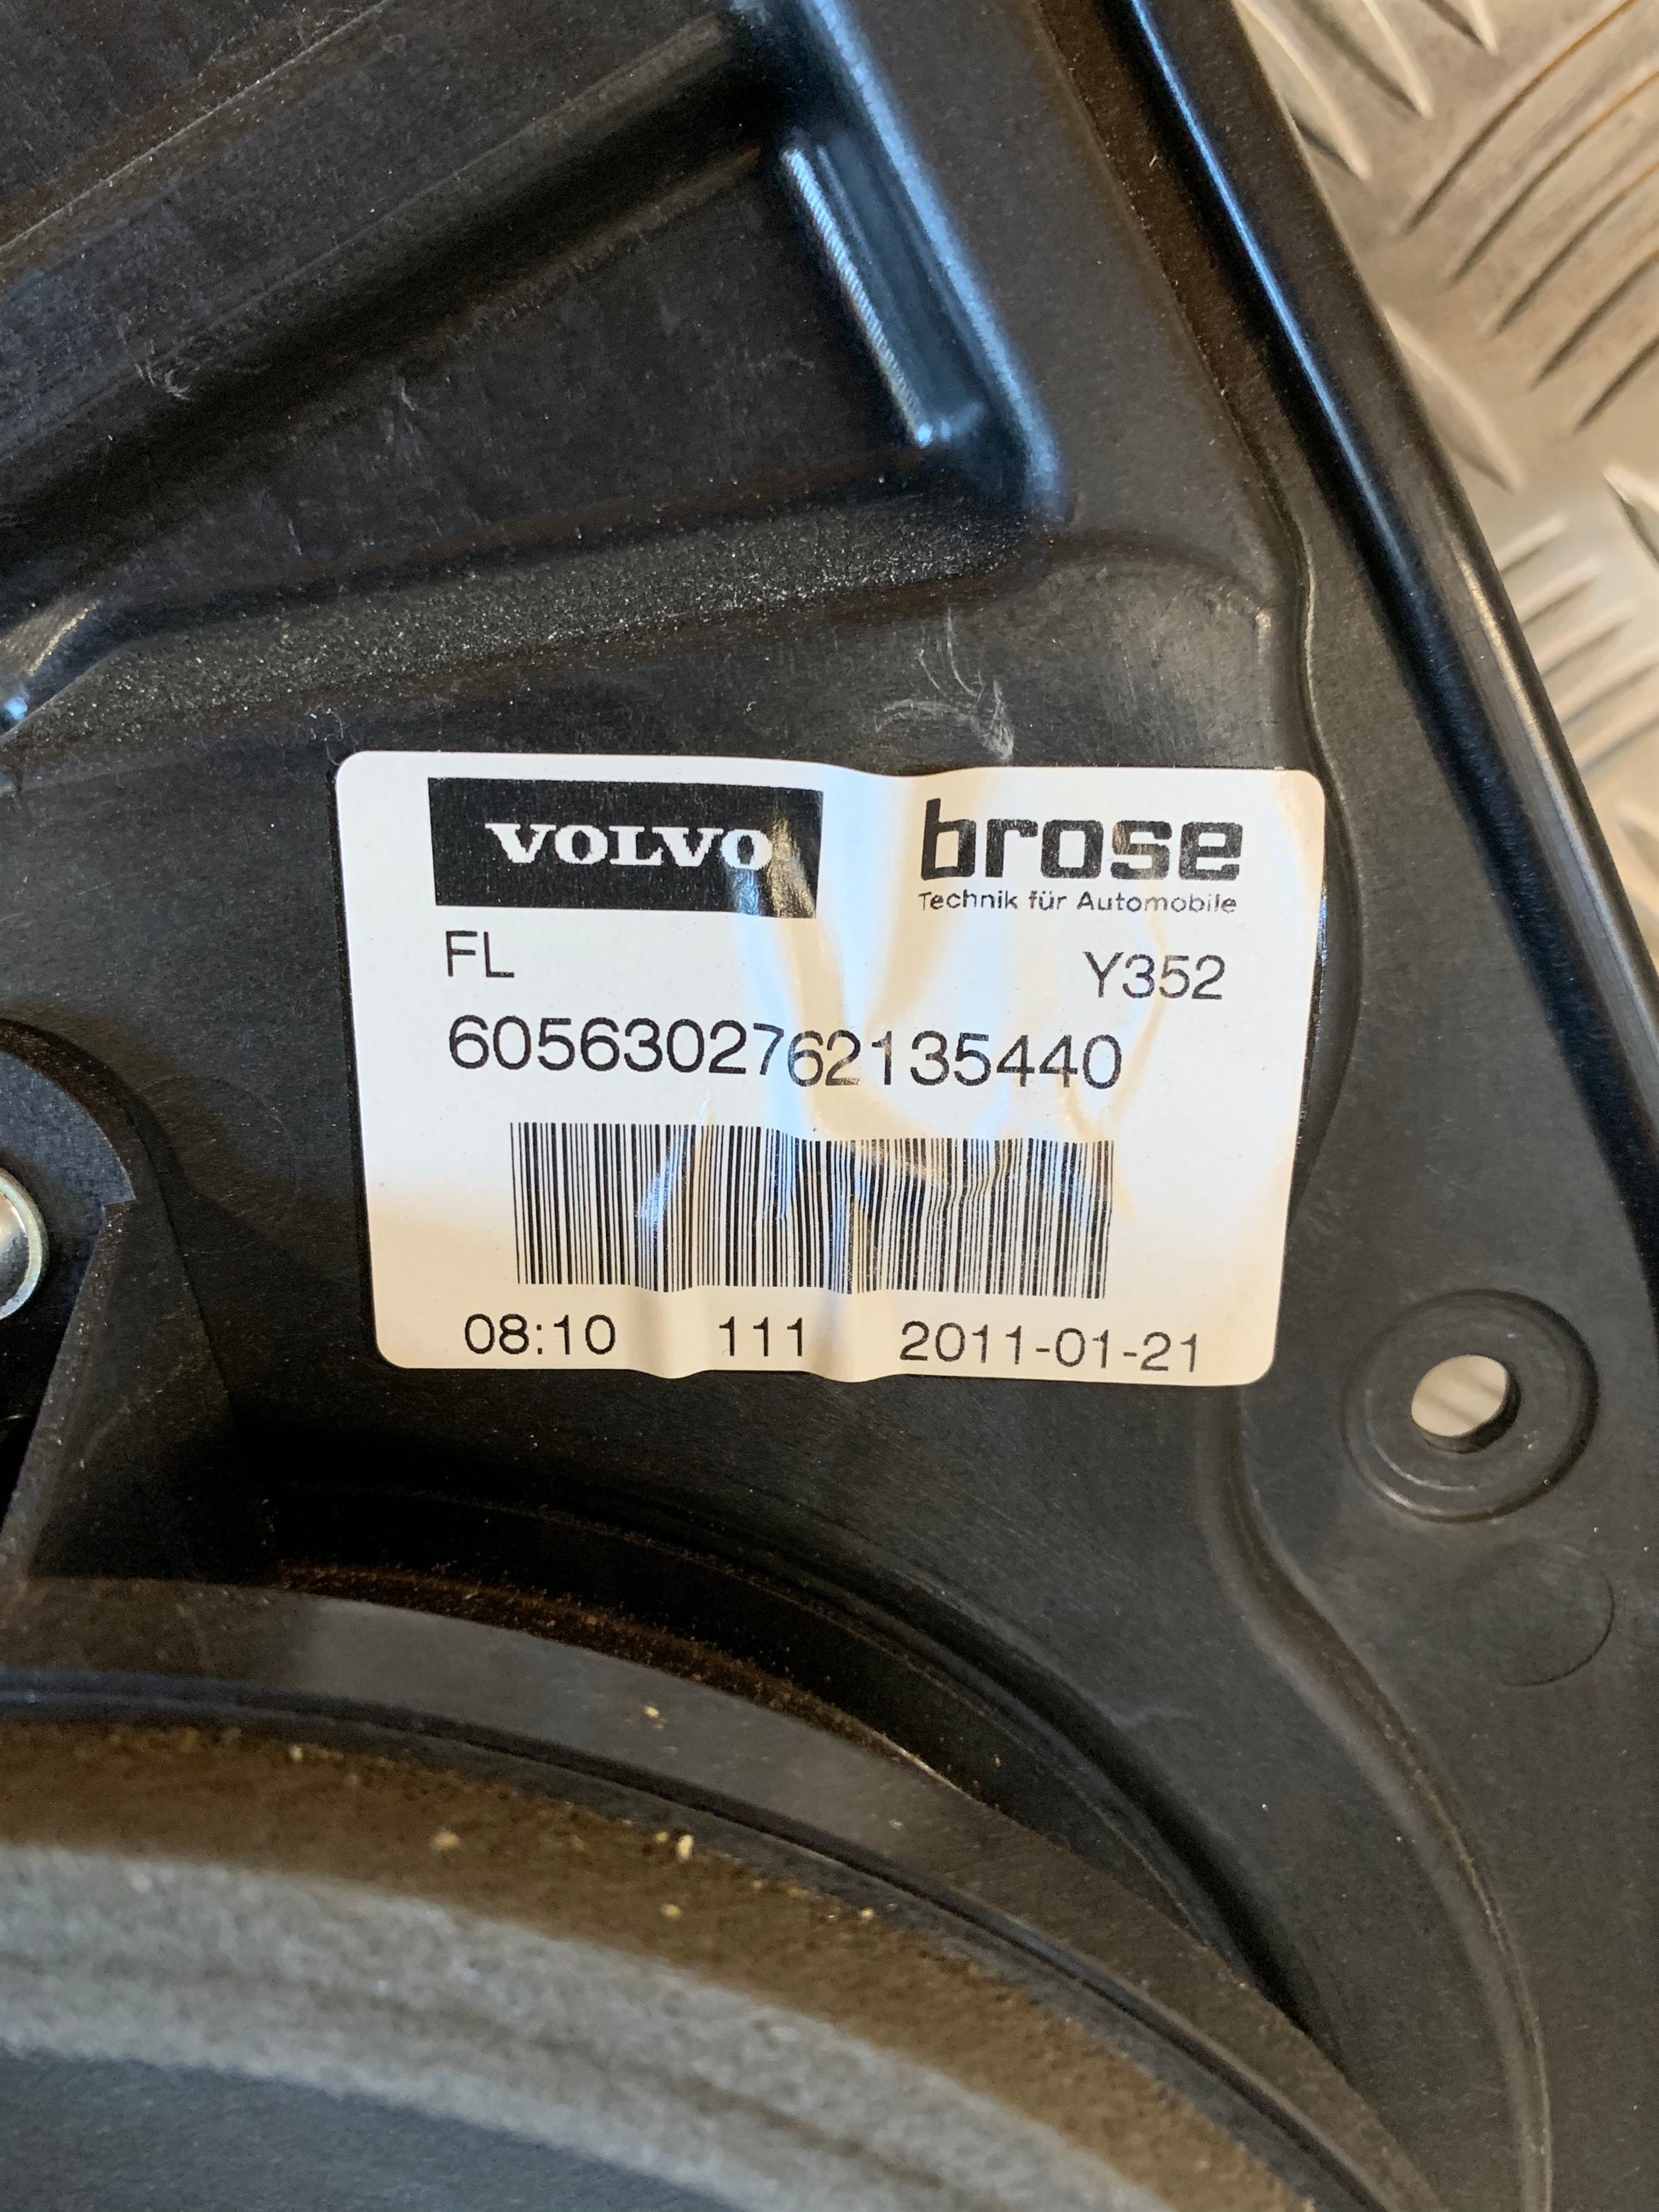 VOLVO
brose
Technik für Automobile
FL Y352
6056302762135440
08:10 111 2011-01-21